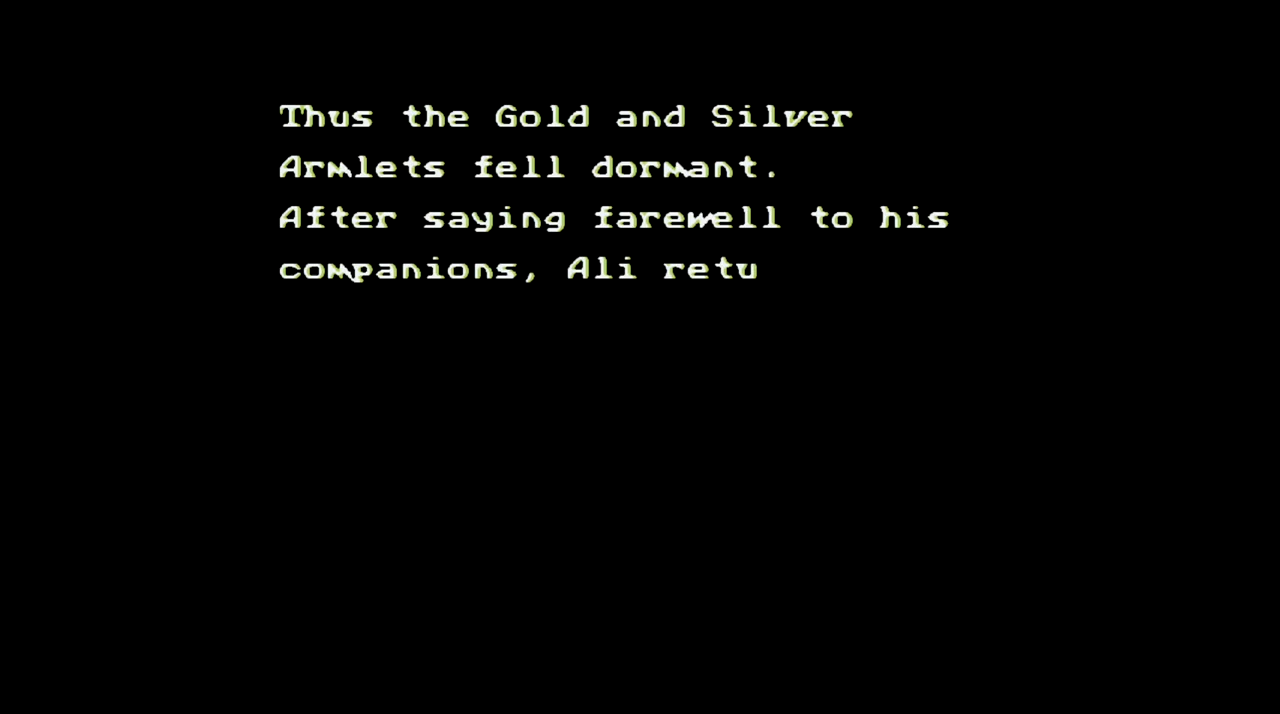 Thus the Gold and Silver
Armlets fell dormant.
After saying farewell to his
companions, Ali retu